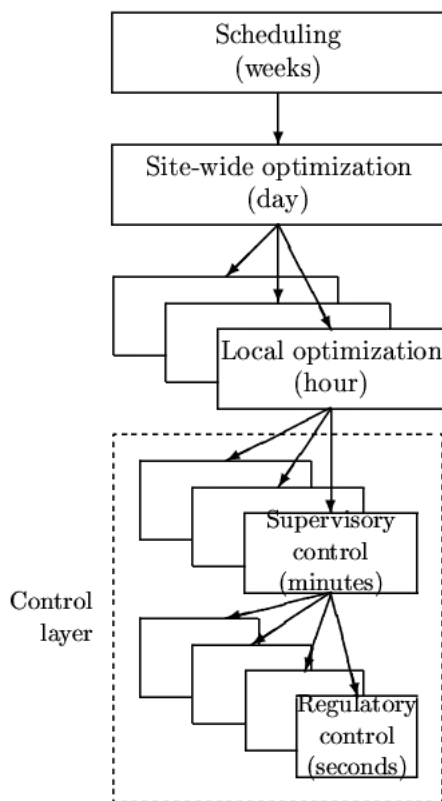 Scheduling
(weeks)
Site-wide optimization
(day)
Local optimization
(hour)
Supervisory
control
(minutes)
Control
layer
Regulatory
control
(seconds)